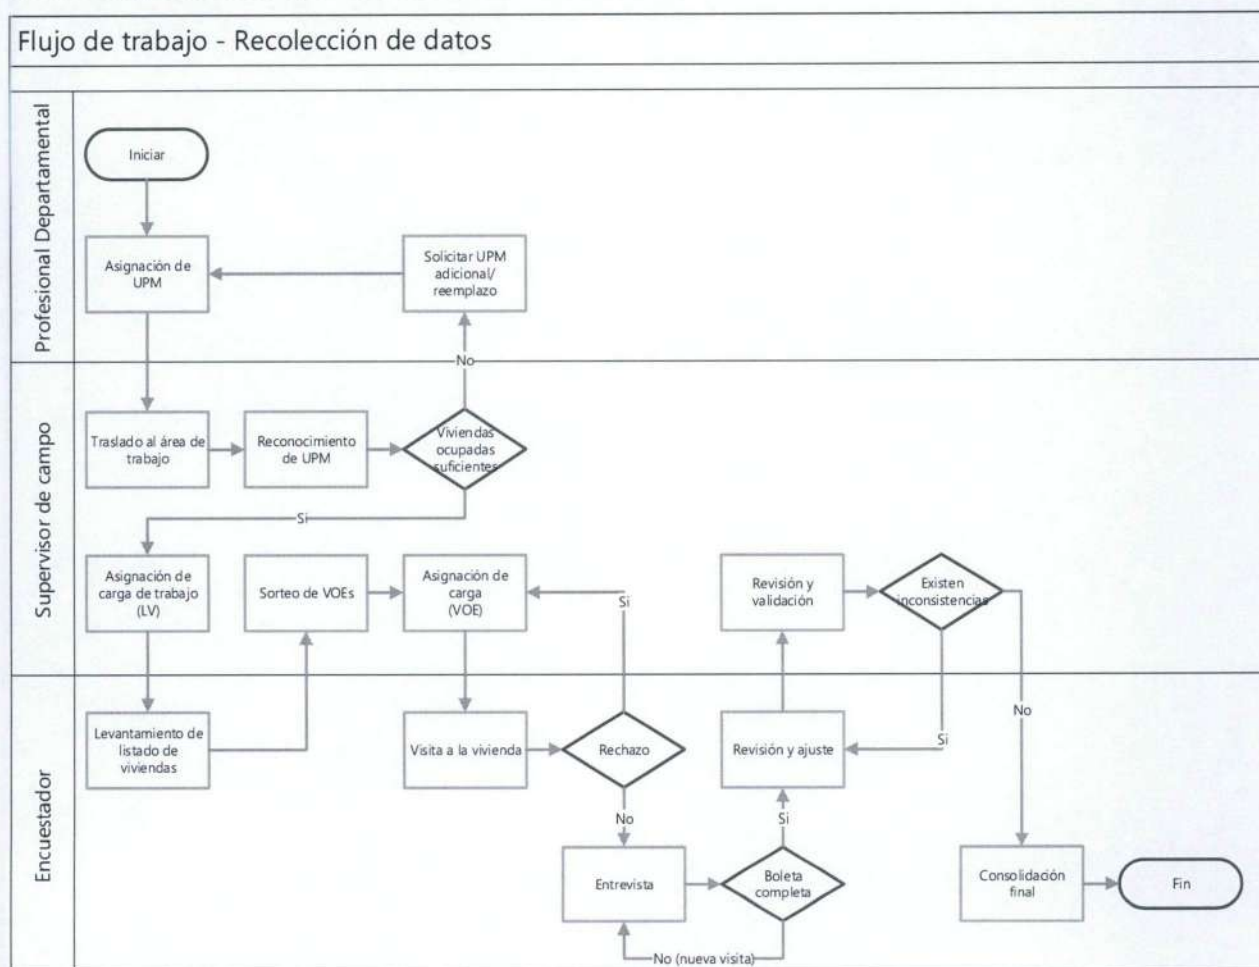 Flujo de trabajo - Recolección de datos
Profesional Departamental
Iniciar
Asignación de
UPM
Solicitar UPM
adicional/
reemplazo
No
Supervisor de campo
Traslado al área de
trabajo
Reconocimiento
de UPM
Viviendas
ocupadas
suficientes
Si
Asignación de
carga de trabajo
(LV)
Sorteo de VOEs
Asignación de
carga
(VOE)
Si
Revisión y
validación
Existen
inconsistencias
Encuestador
Levantamiento de
listado de
viviendas
Visita a la vivienda
Rechazo
Revisión y ajuste
Si
No
No
Si
Entrevista
Boleta
completa
Consolidación
final
Fin
No (nueva visita)